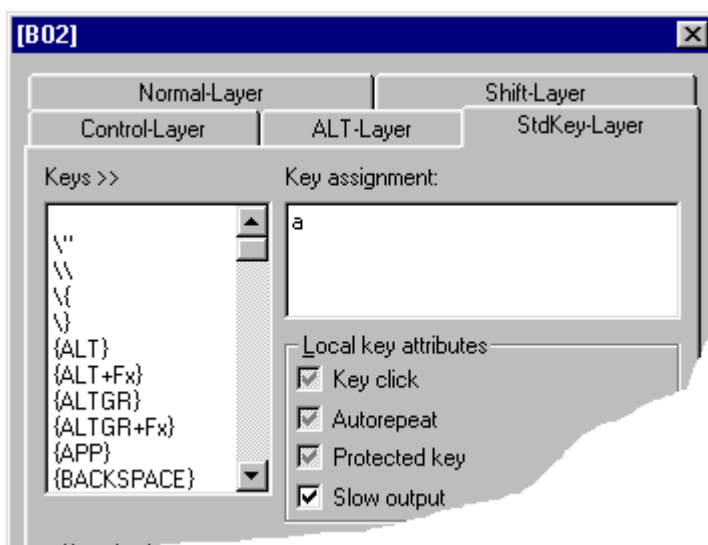 [B02]
Normal-Layer
Shift-Layer
Control-Layer
ALT-Layer
StdKey-Layer
Keys >>
Key assignment:
\"
\\
\{
\}
{ALT}
{ALT+Fx}
{ALTGR}
{ALTGR+Fx}
{APP}
{BACKSPACE}
a
Local key attributes
Key click
Autorepeat
Protected key
Slow output